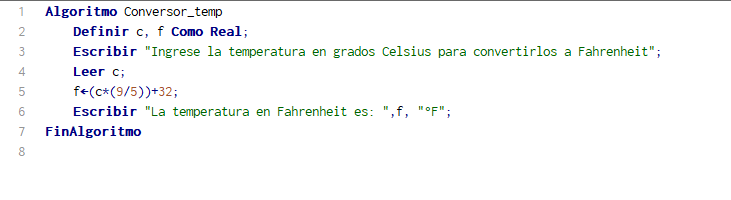 1 Algoritmo Conversor_temp
2 Definir c, f Como Real;
3 Escribir "Ingrese la temperatura en grados Celsius para convertirlos a Fahrenheit";
4 Leer c;
5 f←(c*(9/5))+32;
6 Escribir "La temperatura en Fahrenheit es: ",f, "°F";
7 FinAlgoritmo
8